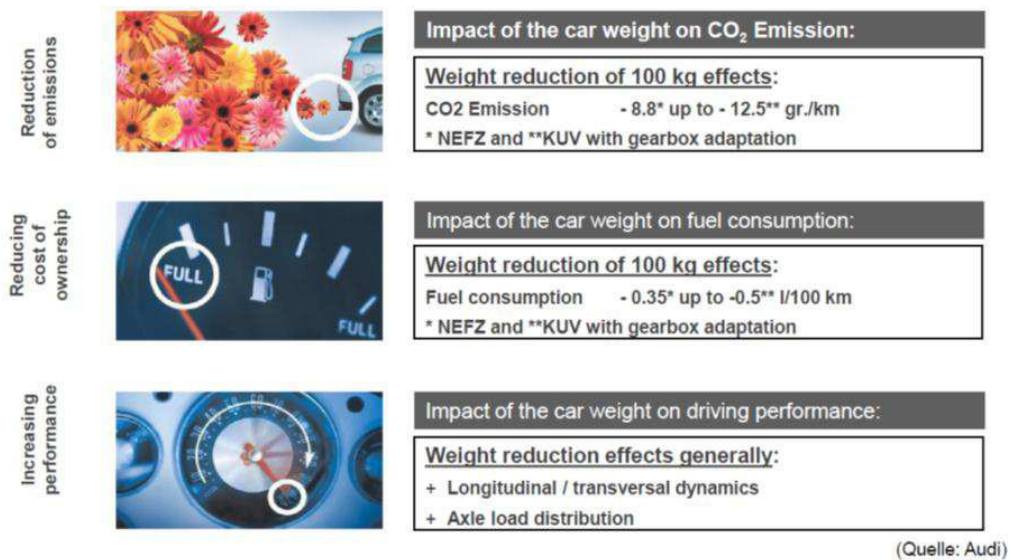 Reduction
of emissions
Impact of the car weight on CO₂ Emission:
Weight reduction of 100 kg effects:
CO2 Emission - 8.8* up to - 12.5** gr./km
* NEFZ and **KUV with gearbox adaptation
Reducing
cost of
ownership
FULL
FULL
Impact of the car weight on fuel consumption:
Weight reduction of 100 kg effects:
Fuel consumption - 0.35* up to -0.5** l/100 km
* NEFZ and **KUV with gearbox adaptation
Increasing
performance
Impact of the car weight on driving performance:
Weight reduction effects generally:
+ Longitudinal / transversal dynamics
+ Axle load distribution
(Quelle: Audi)